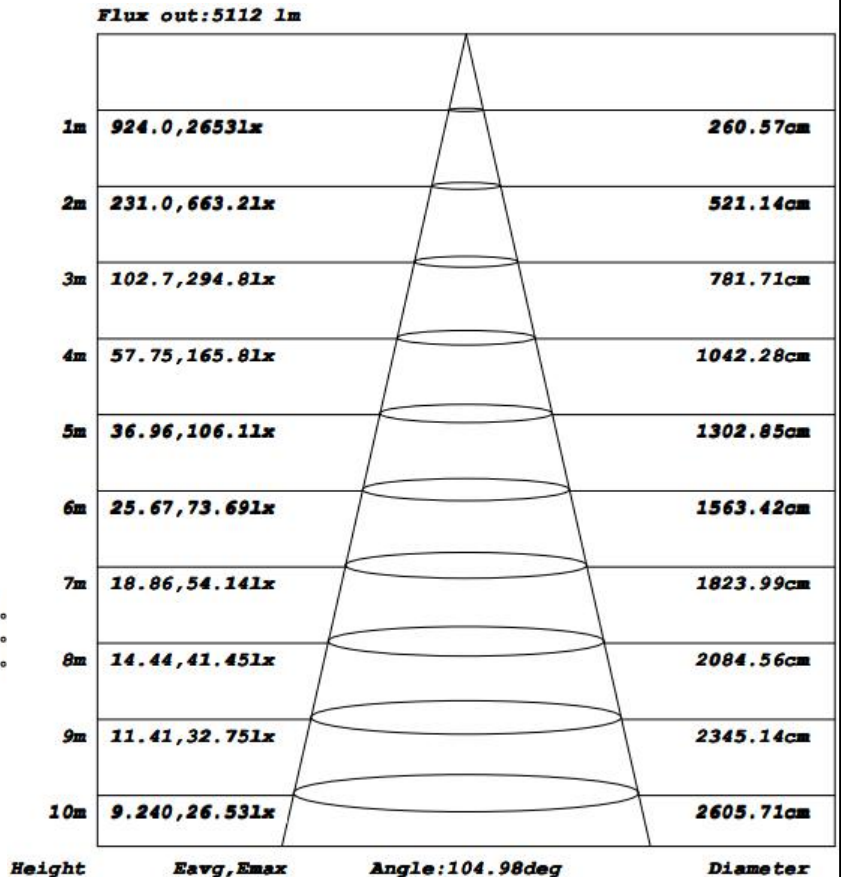 Flux out:5112 lm
1m 924.0,2653lx 260.57cm
2m 231.0,663.2lx 521.14cm
3m 102.7,294.8lx 781.71cm
4m 57.75,165.8lx 1042.28cm
5m 36.96,106.1lx 1302.85cm
6m 25.67,73.69lx 1563.42cm
7m 18.86,54.14lx 1823.99cm
8m 14.44,41.45lx 2084.56cm
9m 11.41,32.75lx 2345.14cm
10m 9.240,26.53lx 2605.71cm
Height Eavg,Emax Angle:104.98deg Diameter